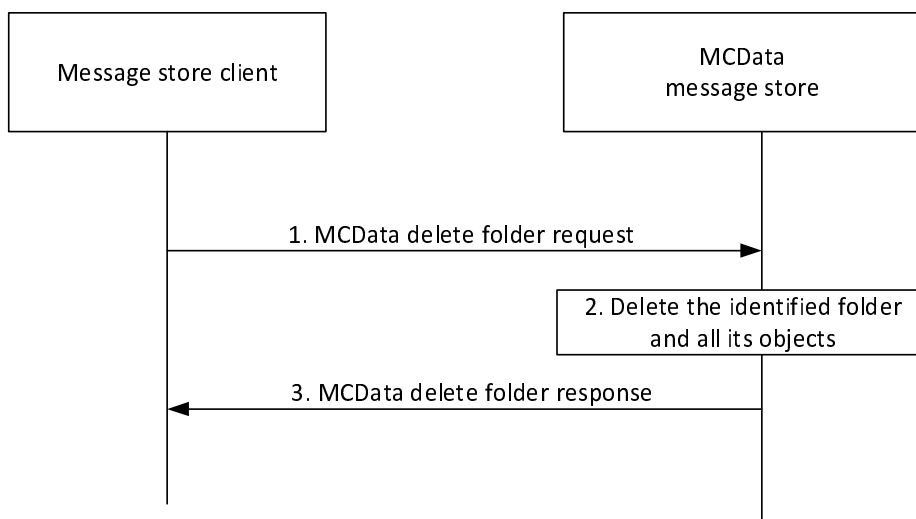 Message store client
MCData
message store
1. MCData delete folder request
2. Delete the identified folder
and all its objects
3. MCData delete folder response